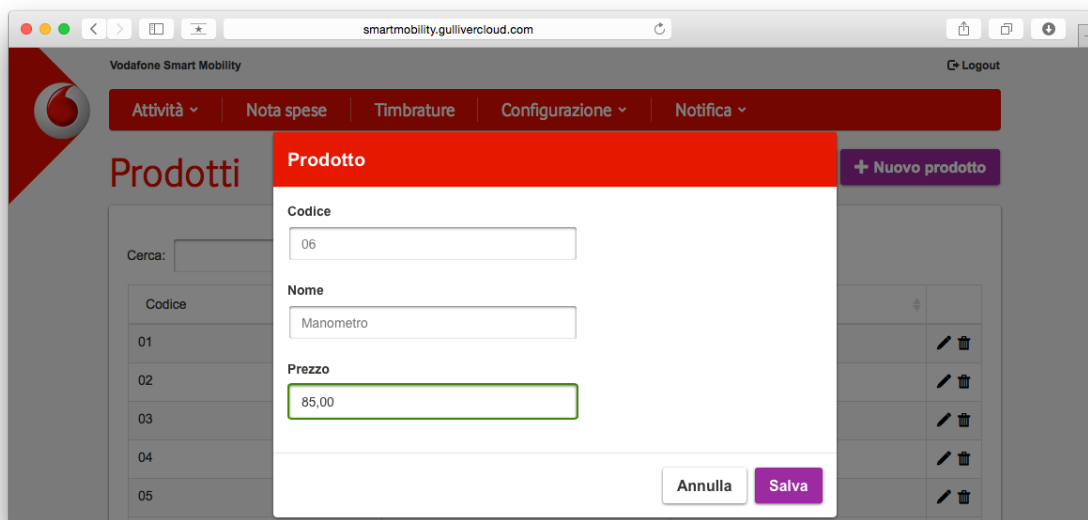 smartmobility.gullivercloud.com
Vodafone Smart Mobility
Logout
Attività
Nota spese
Timbrature
Configurazione
Notifica
Prodotti
Nuovo prodotto
Prodotto
Codice
06
Nome
Manometro
Prezzo
85,00
Annulla
Salva
Cerca:
Codice
01
02
03
04
05